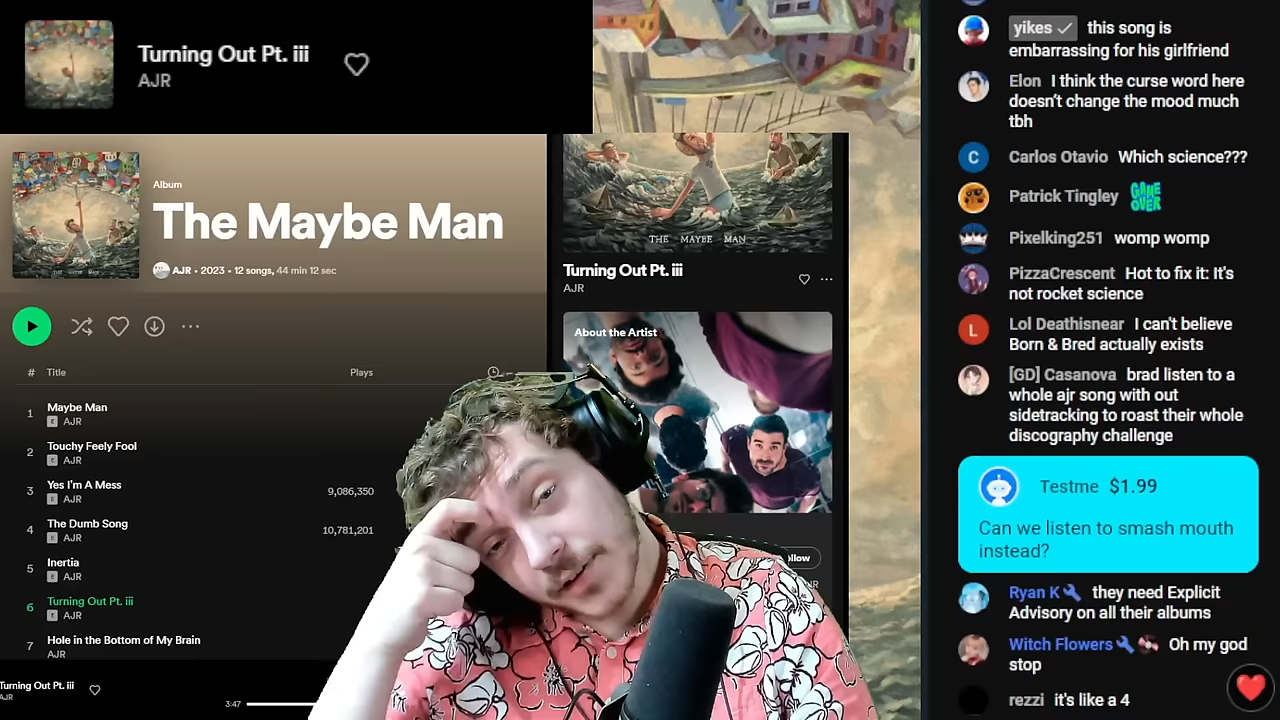 Turning Out Pt. iii
AJR
Album
The Maybe Man
AJR • 2023 • 12 songs, 44 min 12 sec
# Title Plays
1 Maybe Man
E AJR
2 Touchy Feely Fool
E AJR
3 Yes I'm A Mess 9,086,350
E AJR
4 The Dumb Song 10,781,201
E AJR
5 Inertia
E AJR
6 Turning Out Pt. iii
E AJR
7 Hole in the Bottom of My Brain
AJR
Turning Out Pt. iii
AJR
3:47
THE MAYBE MAN
Turning Out Pt. iii
AJR
About the Artist
ollow
yikes this song is
embarrassing for his girlfriend
Elon I think the curse word here
doesn't change the mood much
tbh
C Carlos Otavio Which science???
Patrick Tingley GAME OVER
Pixelking251 womp womp
PizzaCrescent Hot to fix it: It's
not rocket science
L Lol Deathisnear I can't believe
Born & Bred actually exists
[GD] Casanova brad listen to a
whole ajr song with out
sidetracking to roast their whole
discography challenge
Testme $1.99
Can we listen to smash mouth
instead?
Ryan K they need Explicit
Advisory on all their albums
Witch Flowers Oh my god
stop
rezzi it's like a 4